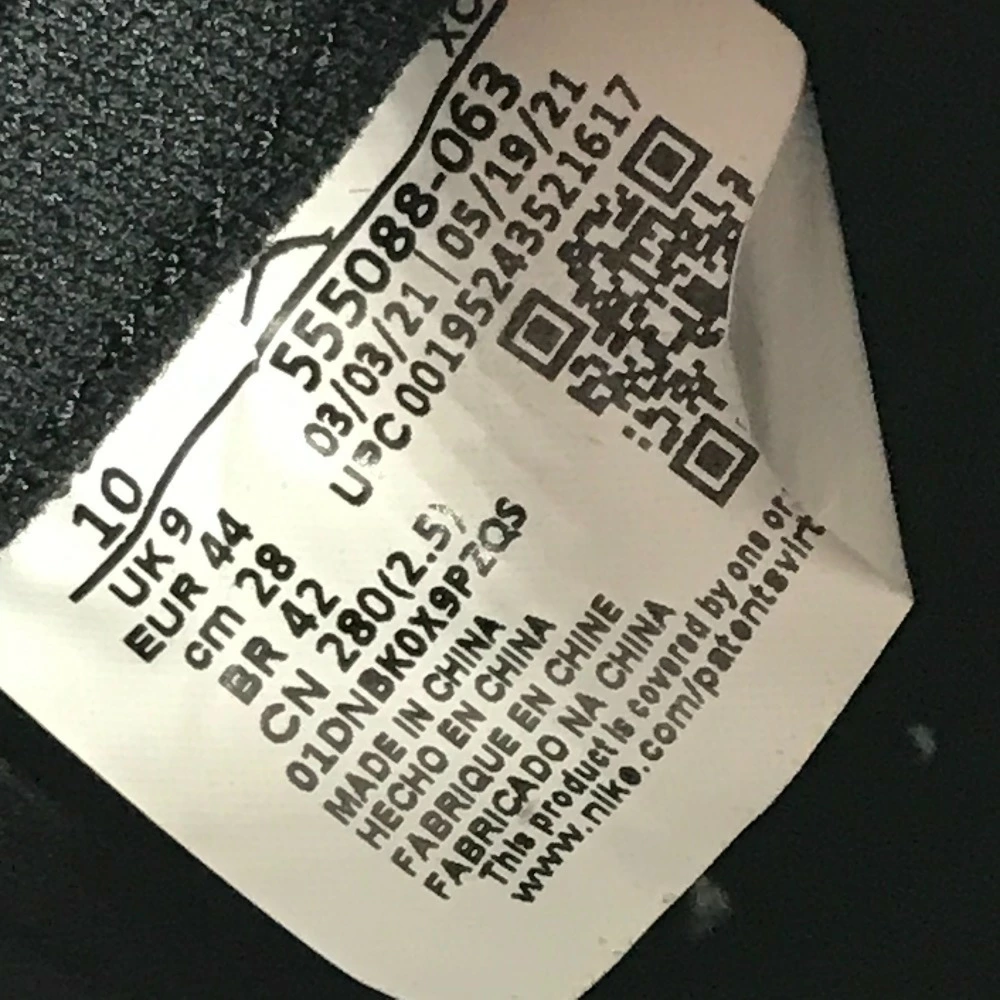 XC
10
555088-063
03/03/21 | 05/19/21
UPC 00195243521617
UK 9
EUR 44
cm 28
BR 42
CN 280(2.5)
01DNBK0X9PZQS
MADE IN CHINA
HECHO EN CHINA
FABRIQUE EN CHINE
FABRICADO NA CHINA
This product is covered by one or
www.nike.com/patentsvirt